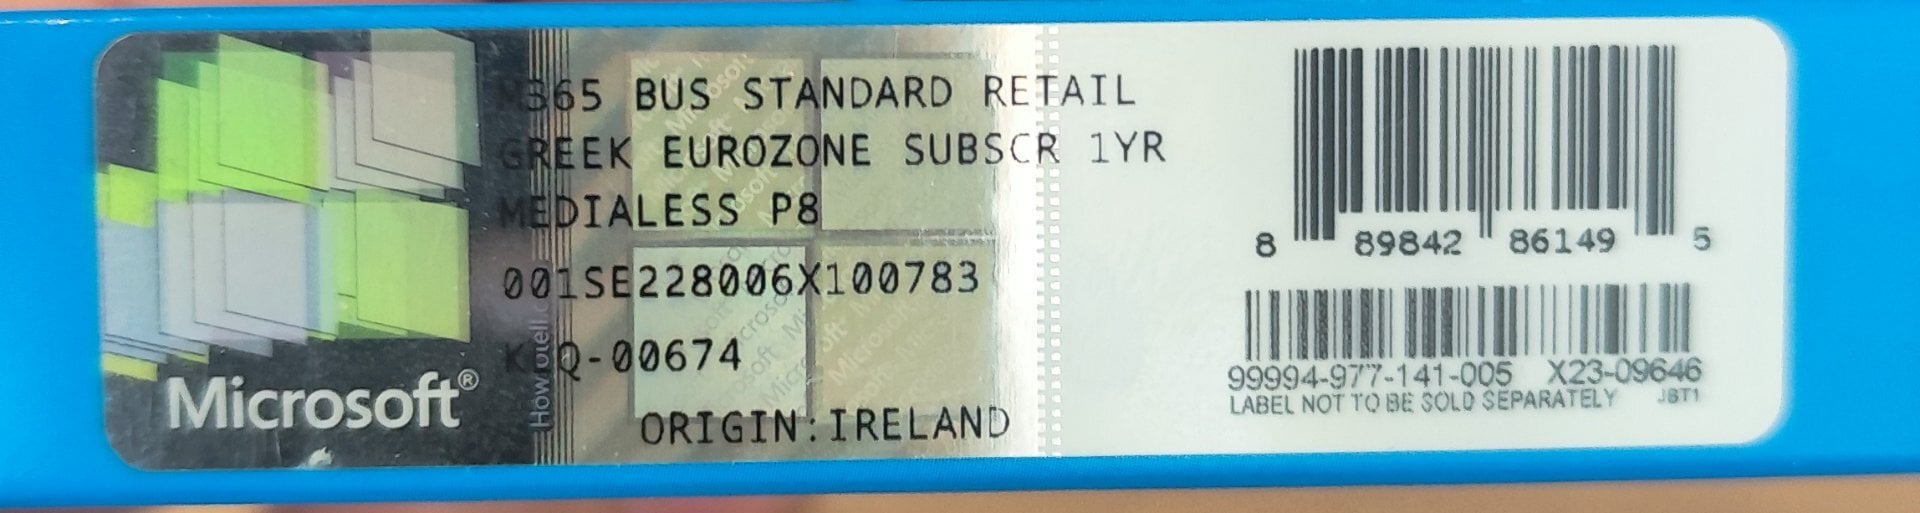 M365 BUS STANDARD RETAIL
GREEK EUROZONE SUBSCR 1YR
MEDIALESS P8
001SE228006X100783
KLQ-00674
ORIGIN:IRELAND
Microsoft®
8 89842 86149 5
99994-977-141-005 X23-09646
LABEL NOT TO BE SOLD SEPARATELY JST1